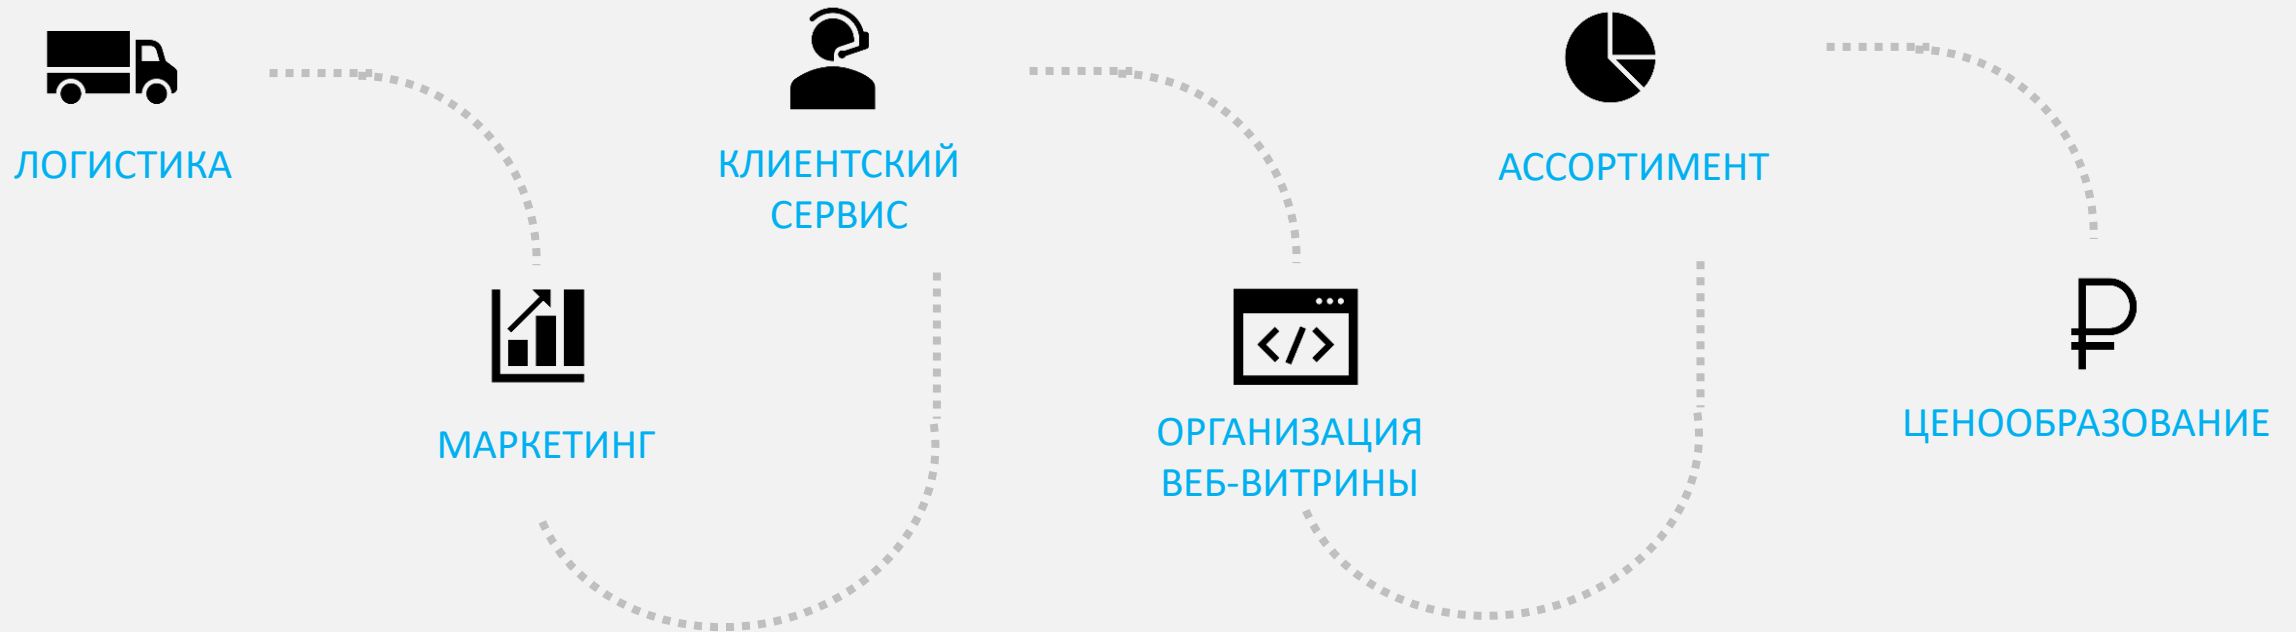 ЛОГИСТИКА
МАРКЕТИНГ
КЛИЕНТСКИЙ
СЕРВИС
ОРГАНИЗАЦИЯ
ВЕБ-ВИТРИНЫ
АССОРТИМЕНТ
ЦЕНООБРАЗОВАНИЕ